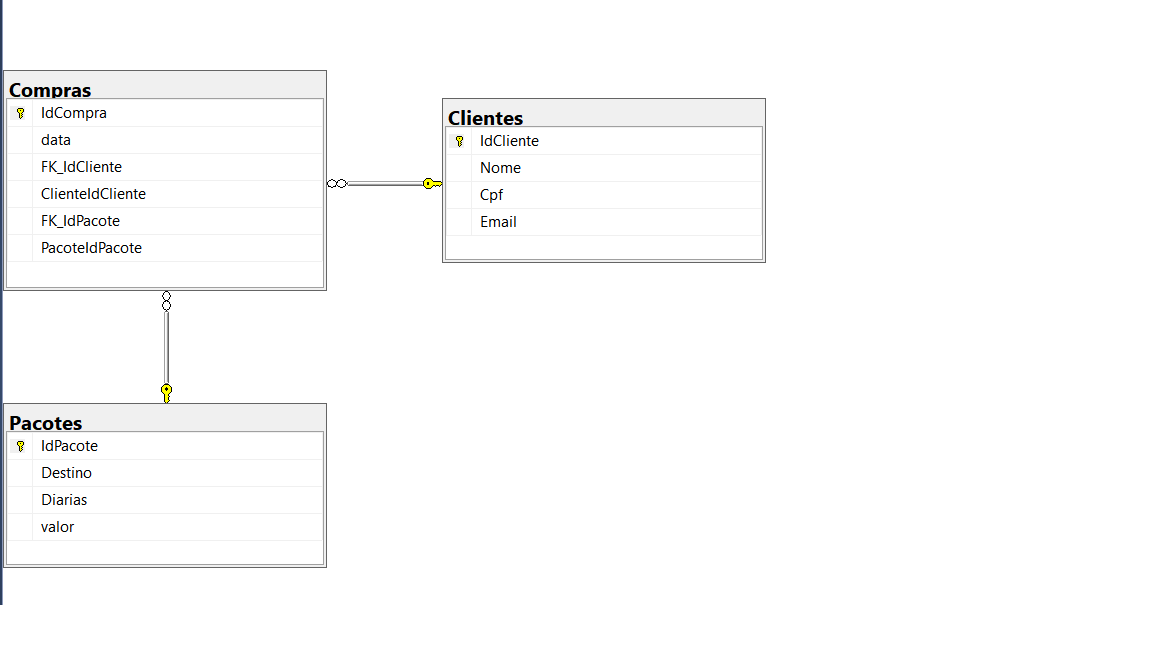 Compras
IdCompra
data
FK_IdCliente
ClienteIdCliente
FK_IdPacote
PacoteIdPacote
Clientes
IdCliente
Nome
Cpf
Email
Pacotes
IdPacote
Destino
Diarias
valor